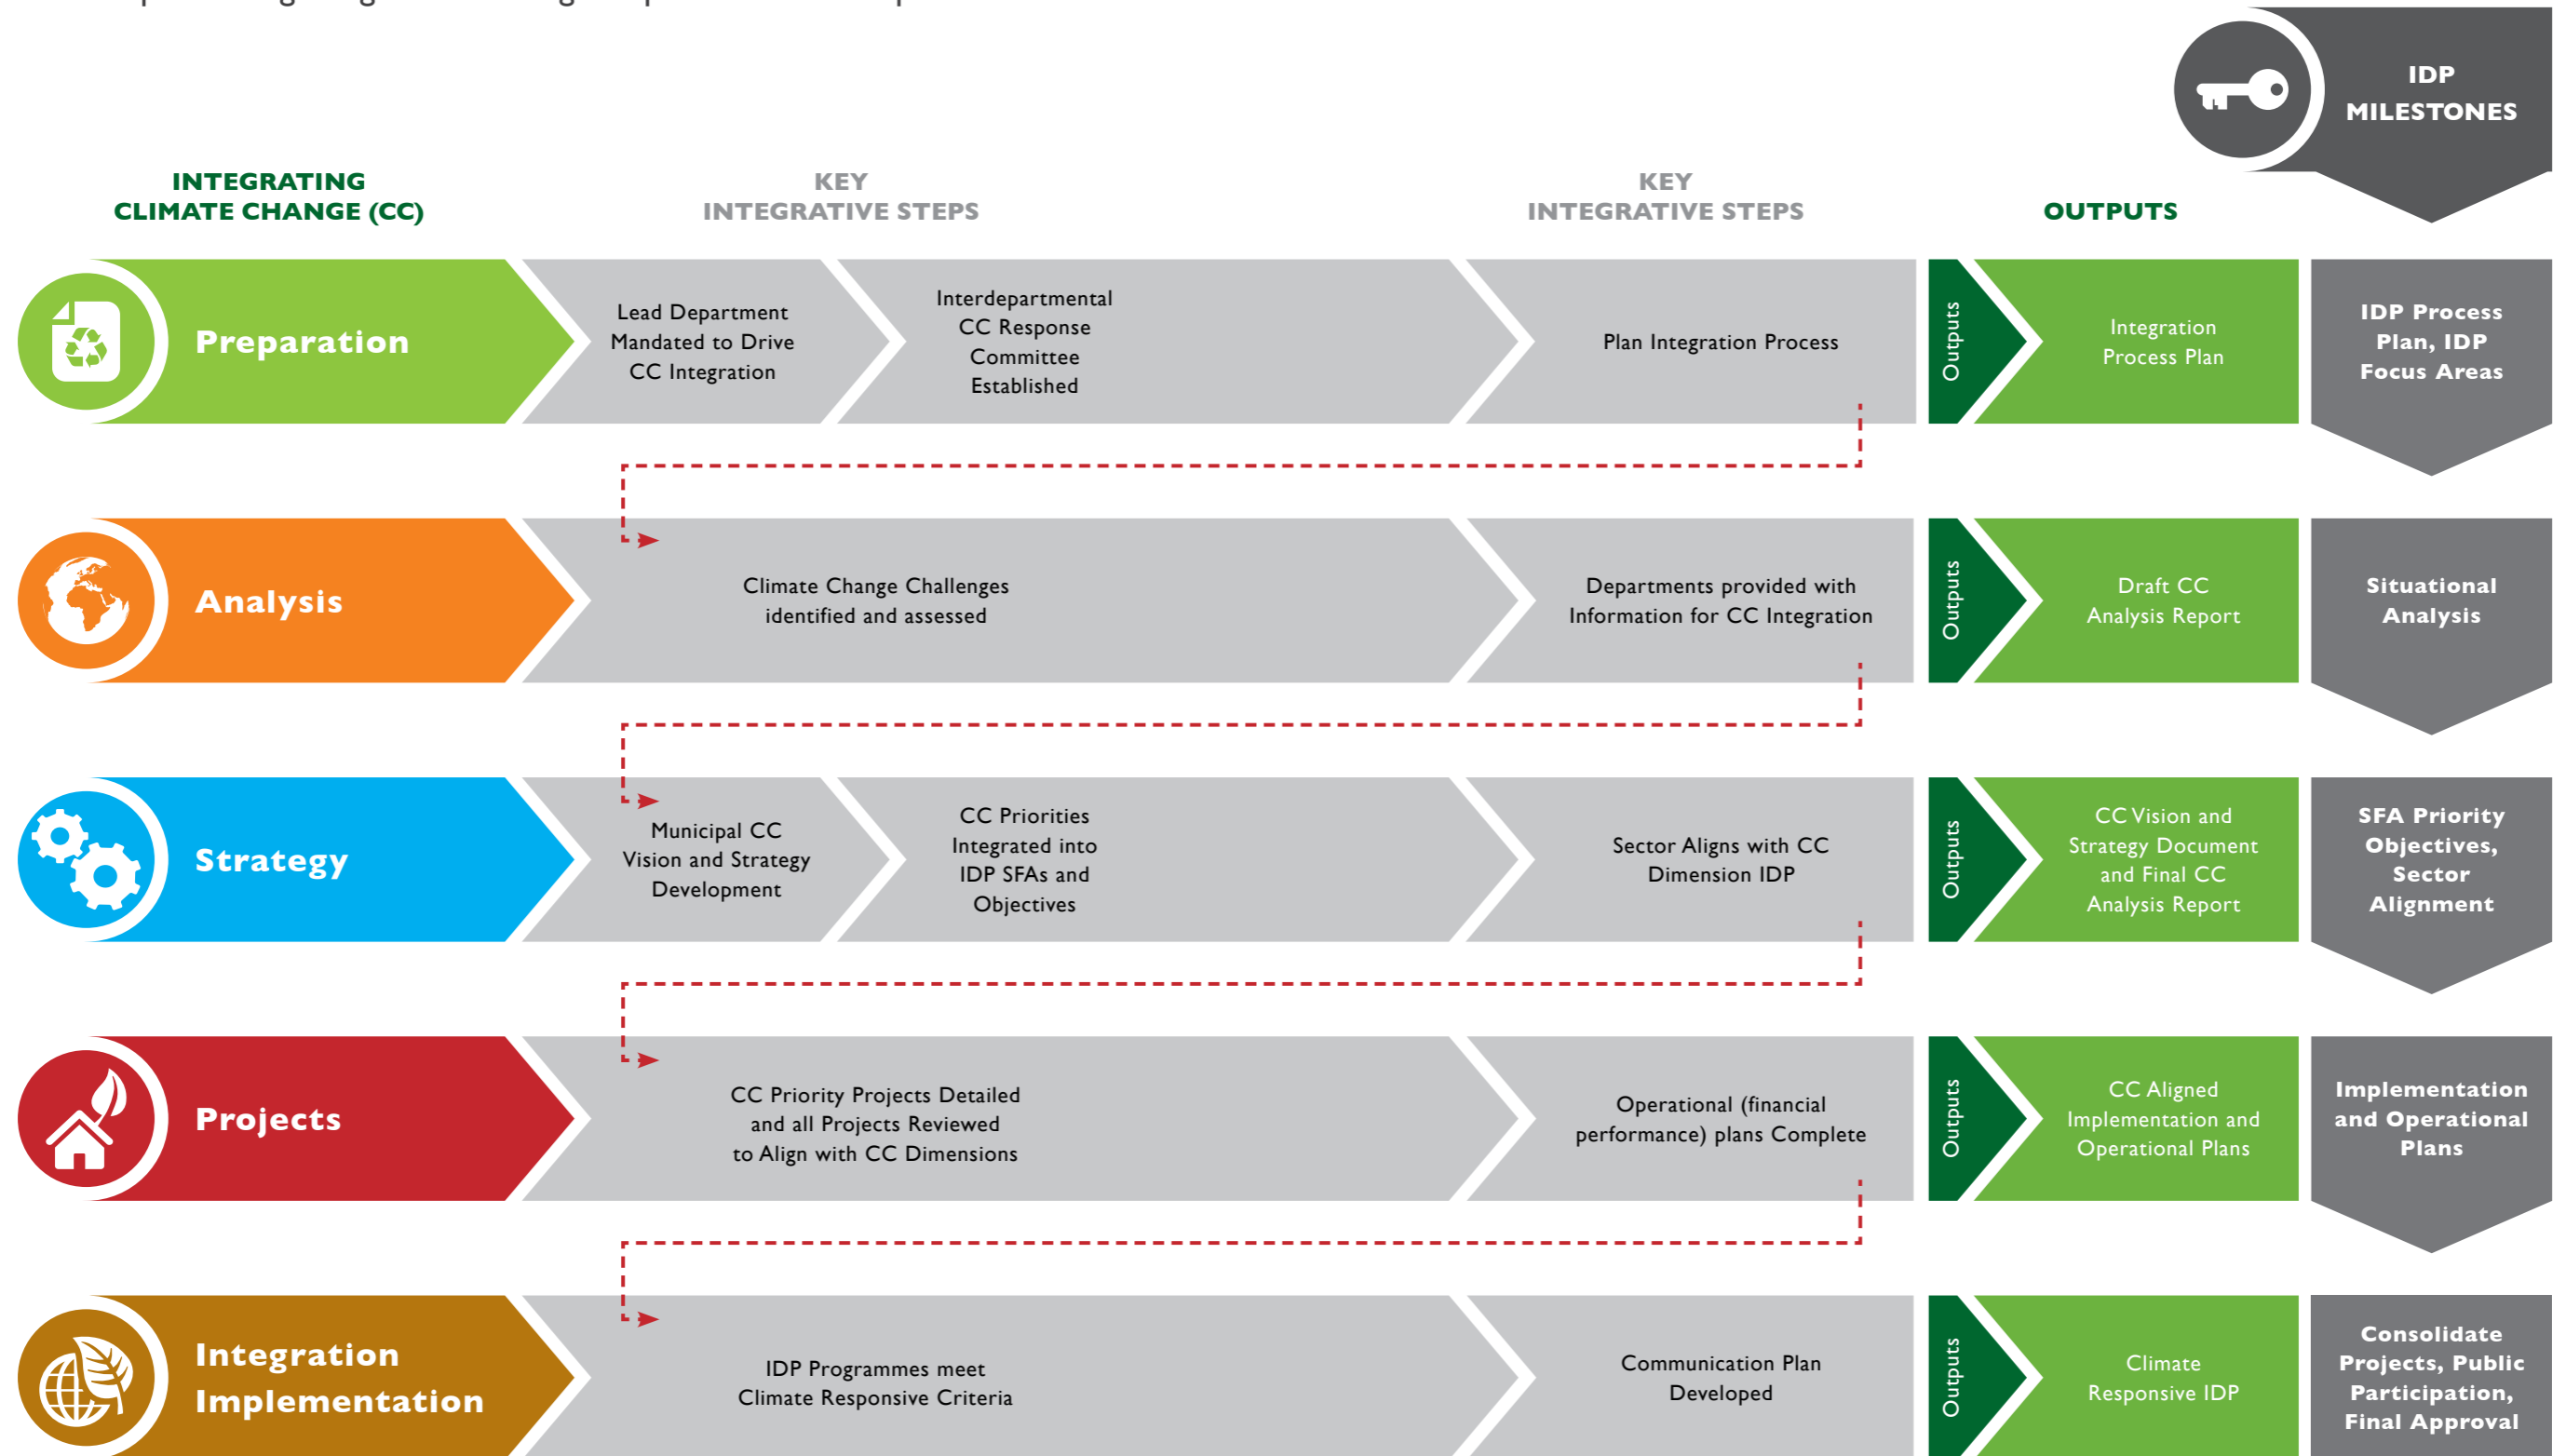 IDP
MILESTONES
INTEGRATING
CLIMATE CHANGE (CC)
KEY
INTEGRATIVE STEPS
KEY
INTEGRATIVE STEPS
OUTPUTS
Preparation
Lead Department
Mandated to Drive
CC Integration
Interdepartmental
CC Response
Committee
Established
Plan Integration Process
Outputs
Integration
Process Plan
IDP Process
Plan, IDP
Focus Areas
Analysis
Climate Change Challenges
identified and assessed
Departments provided with
Information for CC Integration
Outputs
Draft CC
Analysis Report
Situational
Analysis
Strategy
Municipal CC
Vision and Strategy
Development
CC Priorities
Integrated into
IDP SFAs and
Objectives
Sector Aligns with CC
Dimension IDP
Outputs
CC Vision and
Strategy Document
and Final CC
Analysis Report
SFA Priority
Objectives,
Sector
Alignment
Projects
CC Priority Projects Detailed
and all Projects Reviewed
to Align with CC Dimensions
Operational (financial
performance) plans Complete
Outputs
CC Aligned
Implementation and
Operational Plans
Implementation
and Operational
Plans
Integration
Implementation
IDP Programmes meet
Climate Responsive Criteria
Communication Plan
Developed
Outputs
Climate
Responsive IDP
Consolidate
Projects, Public
Participation,
Final Approval